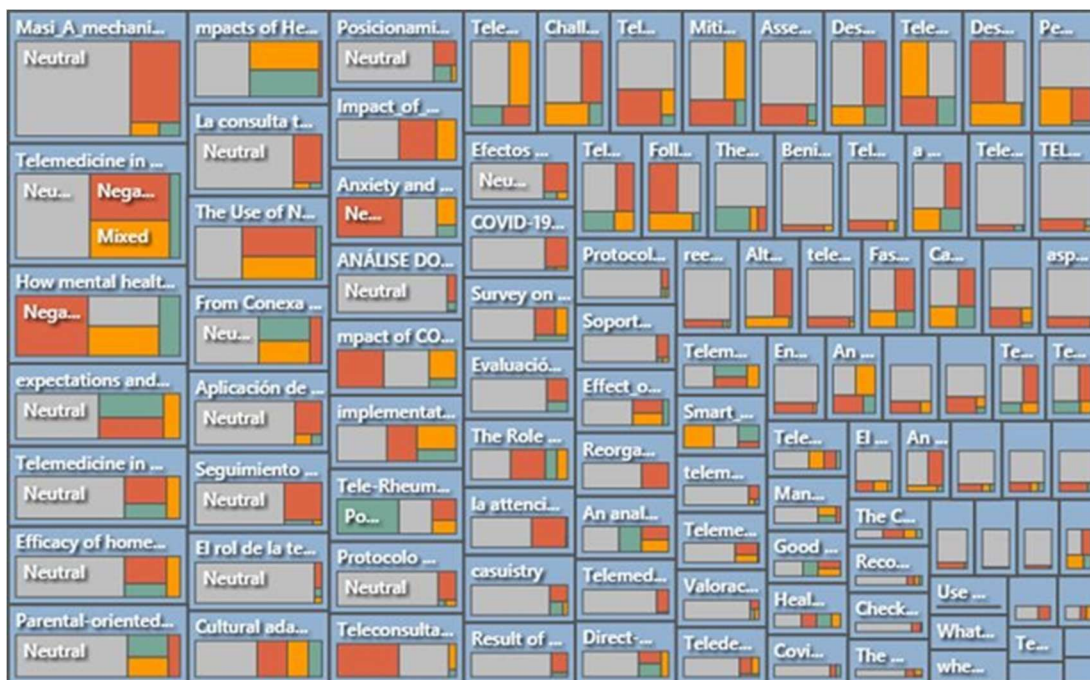 Masi_A_mechani...
Neutral
Telemedicine in ...
Neu...
Nega...
Mixed
How mental healt...
Nega...
expectations and...
Neutral
Telemedicine in ...
Neutral
Efficacy of home...
Neutral
Parental-oriented...
Neutral
mpacts of He...
La consulta t...
Neutral
The Use of N...
From Conexa ...
Neu...
Aplicación de ...
Neutral
Seguimiento ...
Neutral
El rol de la te...
Neutral
Cultural ada...
Posicionami...
Neutral
Impact_of_...
Anxiety and ...
Ne...
ANÁLISE DO...
Neutral
mpact of CO...
implementat...
Tele-Rheum...
Po...
Protocolo ...
Neutral
Teleconsulta...
Tele...
Chall...
Tel...
Miti...
Asse...
Des...
Tele...
Des...
Pe...
Efectos ...
Neu...
COVID-19...
Survey on ...
Evaluació...
The Role ...
la attenci...
casuistry
Result of ...
Tel...
Foll...
The...
Beni...
Tel...
a ...
Tele...
TEL...
Protocol...
Soport...
Effect_o...
Reorga...
An anal...
Telemed...
Direct-...
ree...
Alt...
tele...
Fas...
Ca...
asp...
Telem...
Smart_...
telem...
Teleme...
Valorac...
Telede...
En...
An ...
Te...
Te...
Tele...
Man...
Good ...
Heal...
Covi...
El ...
An ...
The C...
Reco...
Check...
The ...
Use ...
What...
whe...
Te...